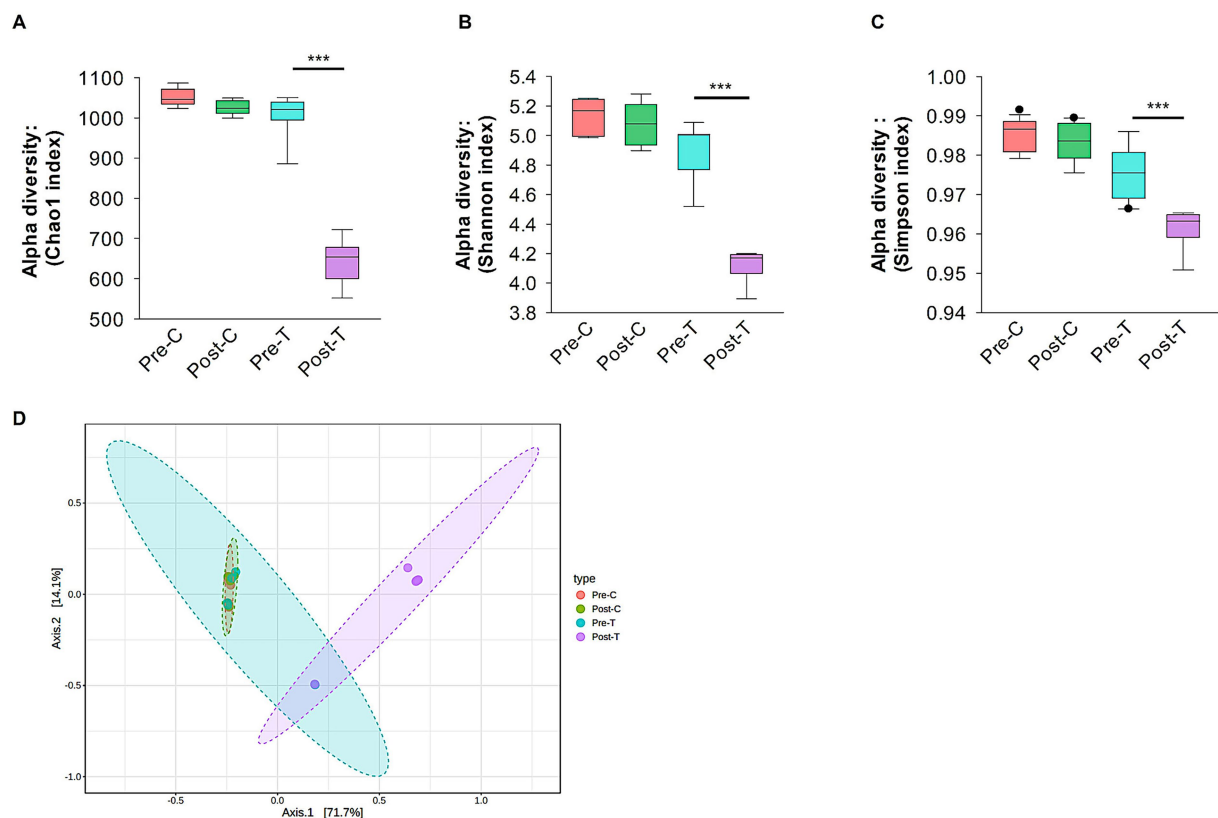 A
Alpha diversity:
(Chao1 index)
1100
1000
900
800
700
600
500
***
Pre-C
Post-C
Pre-T
Post-T
B
Alpha diversity:
(Shannon index)
5.4
5.2
5.0
4.8
4.6
4.4
4.2
4.0
3.8
***
Pre-C
Post-C
Pre-T
Post-T
C
Alpha diversity :
(Simpson index)
1.00
0.99
0.98
0.97
0.96
0.95
0.94
***
Pre-C
Post-C
Pre-T
Post-T
D
Axis.2 [14.1%]
0.5
0.0
-0.5
-1.0
-0.5
0.0
0.5
1.0
Axis.1 [71.7%]
type
Pre-C
Post-C
Pre-T
Post-T